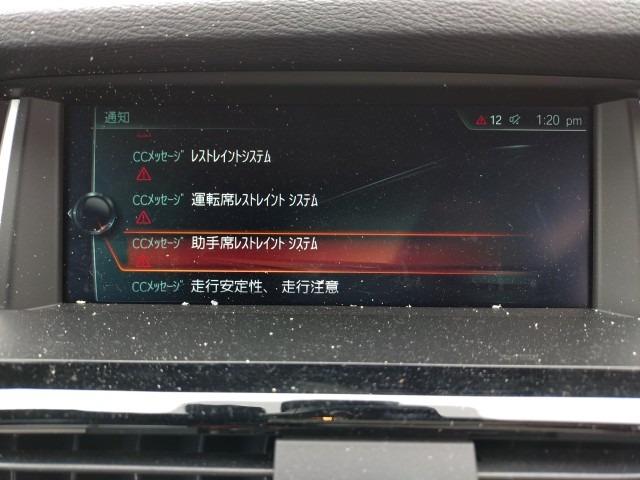 通知 12 1:20 pm
CCﾒｯｾｰｼﾞ ﾚｽﾄﾚｲﾝﾄｼｽﾃﾑ
CCﾒｯｾｰｼﾞ 運転席ﾚｽﾄﾚｲﾝﾄ ｼｽﾃﾑ
CCﾒｯｾｰｼﾞ 助手席ﾚｽﾄﾚｲﾝﾄ ｼｽﾃﾑ
CCﾒｯｾｰｼﾞ 走行安定性、 走行注意